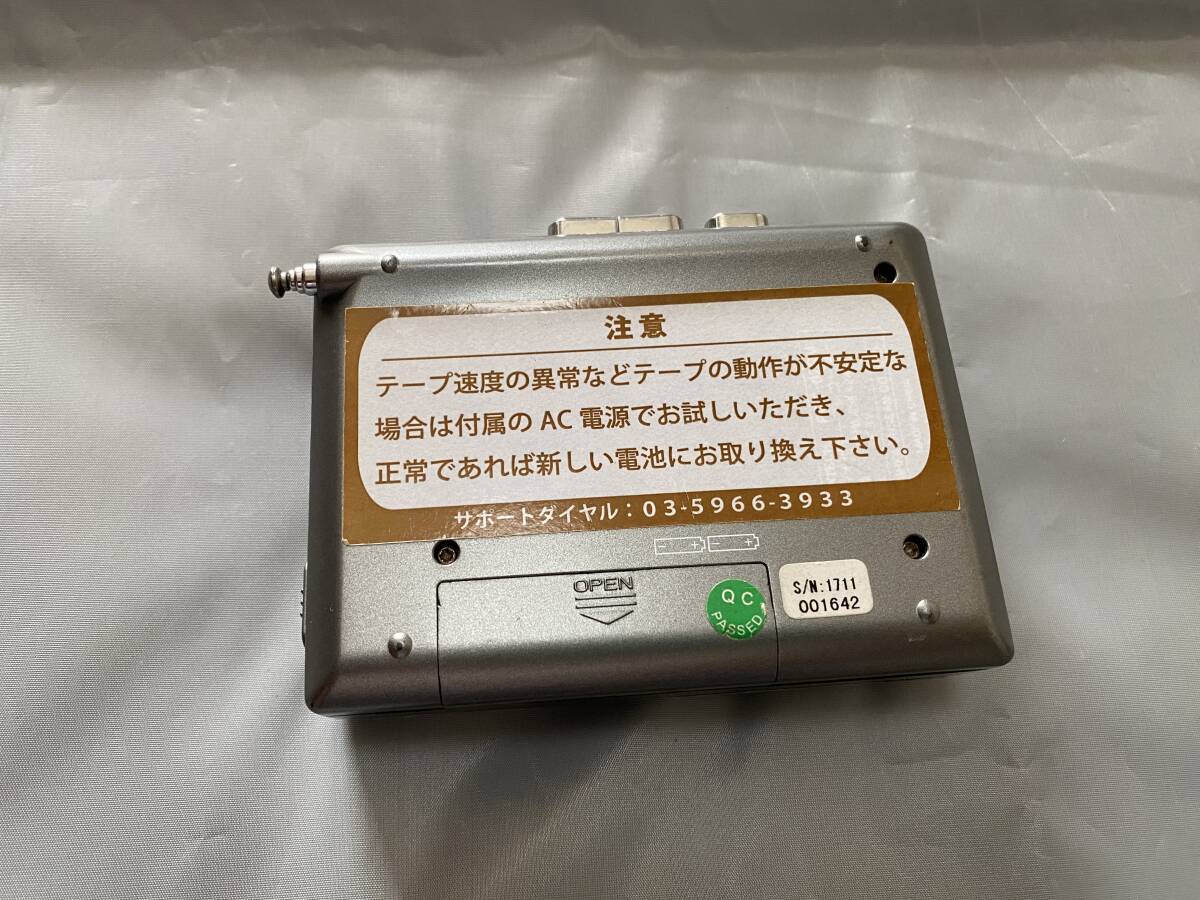 注意
テープ速度の異常などテープの動作が不安定な
場合は付属の AC 電源でお試しいただき、
正常であれば新しい電池にお取り換え下さい。
サポートダイヤル：03-5966-3933
- + - +
OPEN
QC
PASSED
S/N:1711
001642